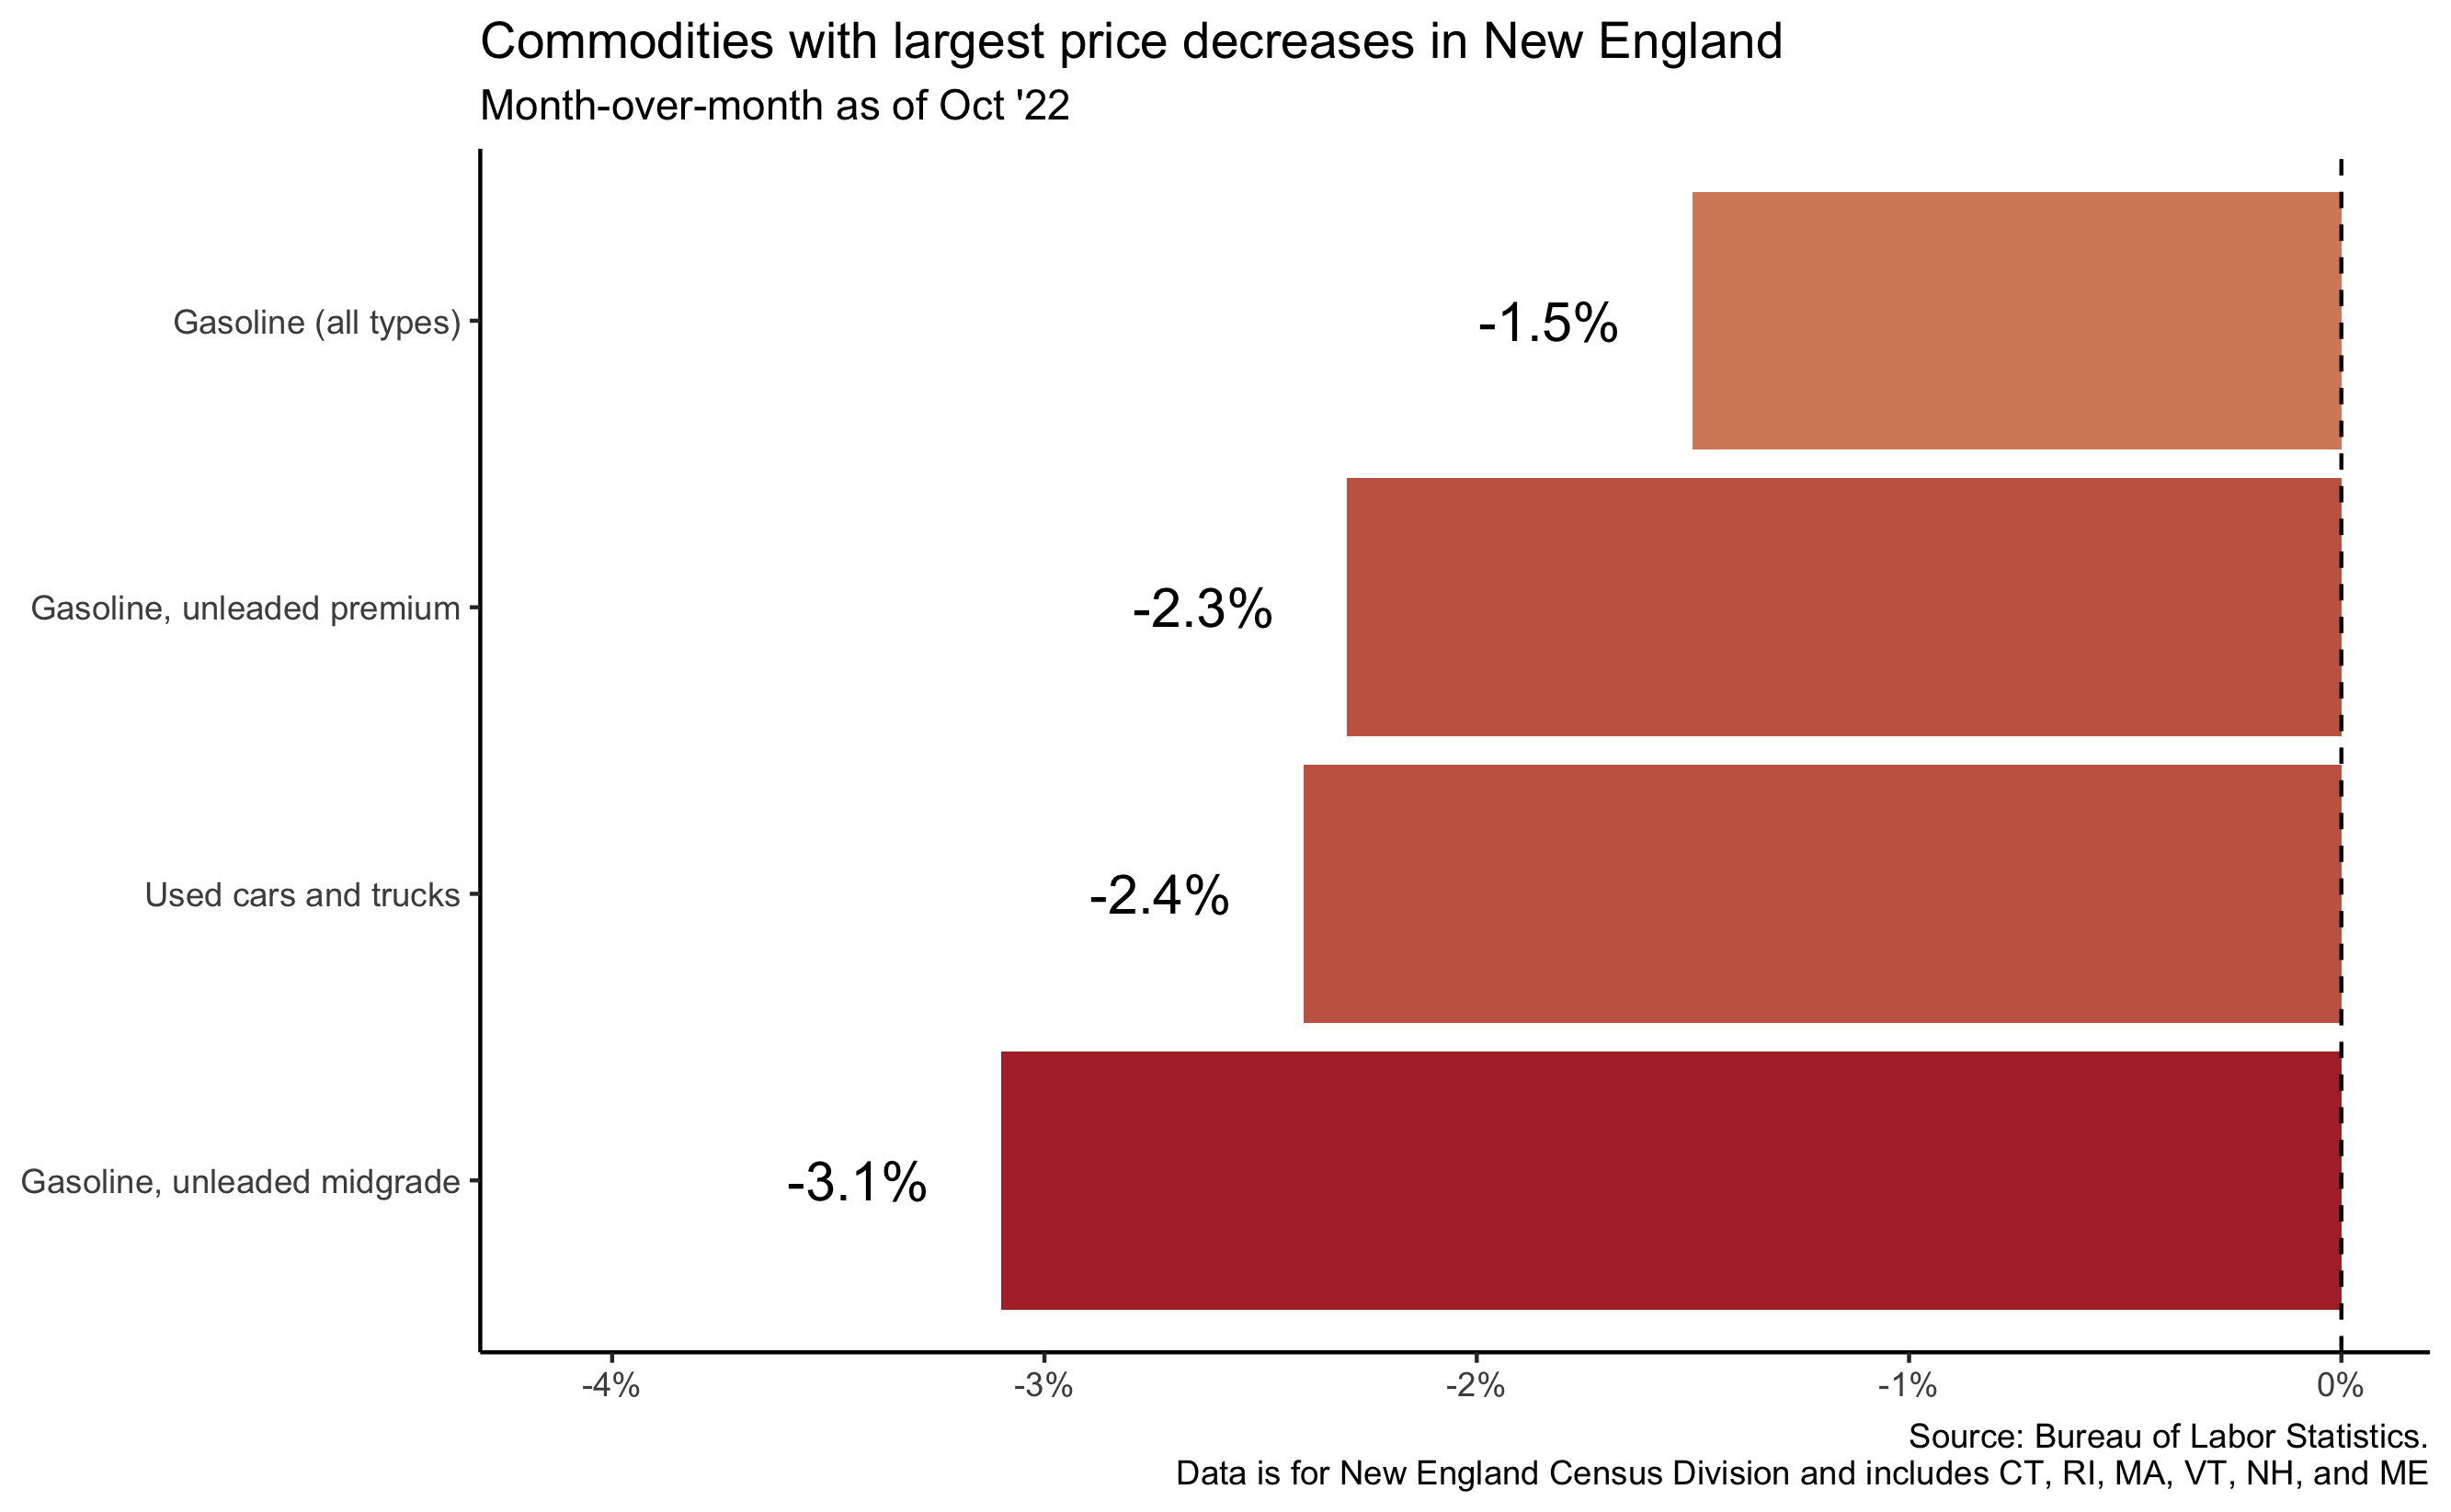 Commodities with largest price decreases in New England
Month-over-month as of Oct '22
Gasoline (all types)
-1.5%
Gasoline, unleaded premium
-2.3%
Used cars and trucks
-2.4%
Gasoline, unleaded midgrade
-3.1%
-4% -3% -2% -1% 0%
Source: Bureau of Labor Statistics.
Data is for New England Census Division and includes CT, RI, MA, VT, NH, and ME